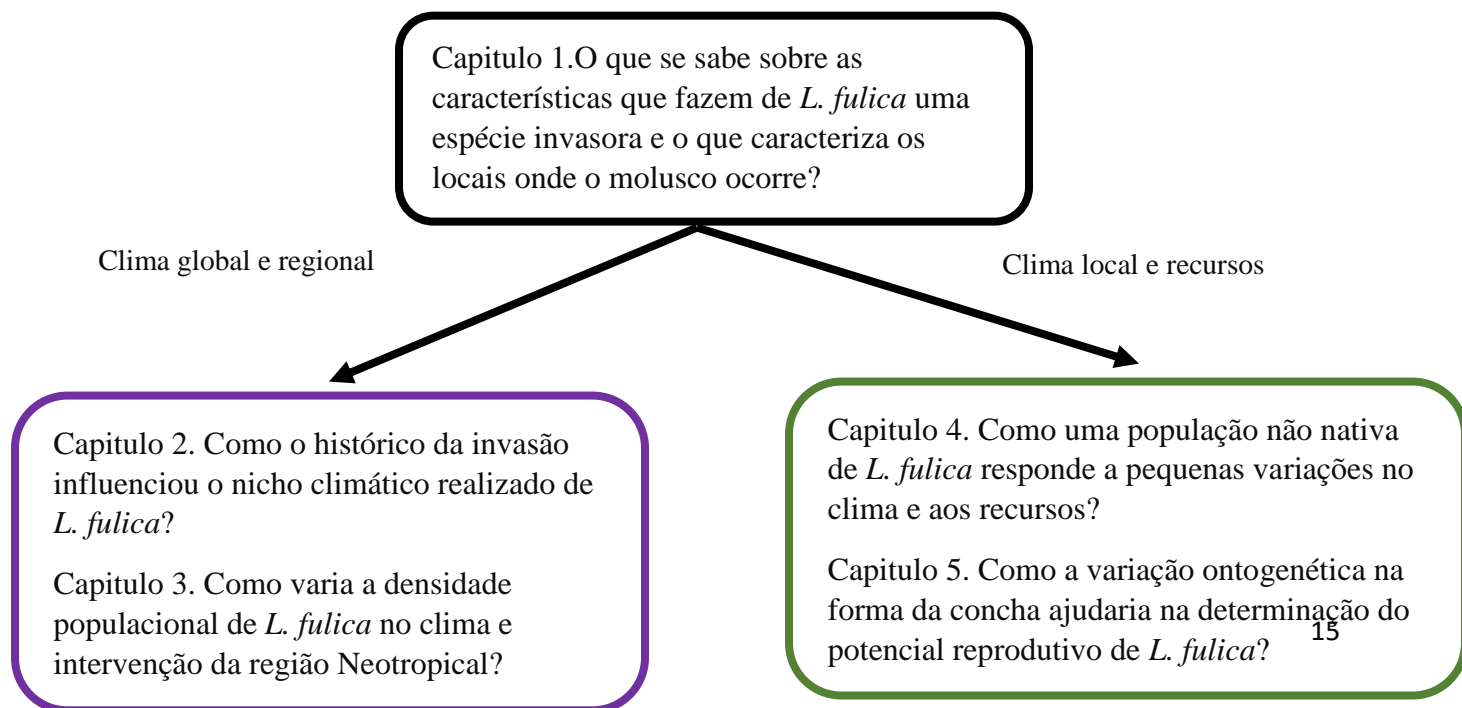 Capitulo 1.O que se sabe sobre as
características que fazem de L. fulica uma
espécie invasora e o que caracteriza os
locais onde o molusco ocorre?
Clima global e regional
Clima local e recursos
Capitulo 2. Como o histórico da invasão
influenciou o nicho climático realizado de
L. fulica?
Capitulo 3. Como varia a densidade
populacional de L. fulica no clima e
intervenção da região Neotropical?
Capitulo 4. Como uma população não nativa
de L. fulica responde a pequenas variações no
clima e aos recursos?
Capitulo 5. Como a variação ontogenética na
forma da concha ajudaria na determinação do
potencial reprodutivo de L. fulica?
15